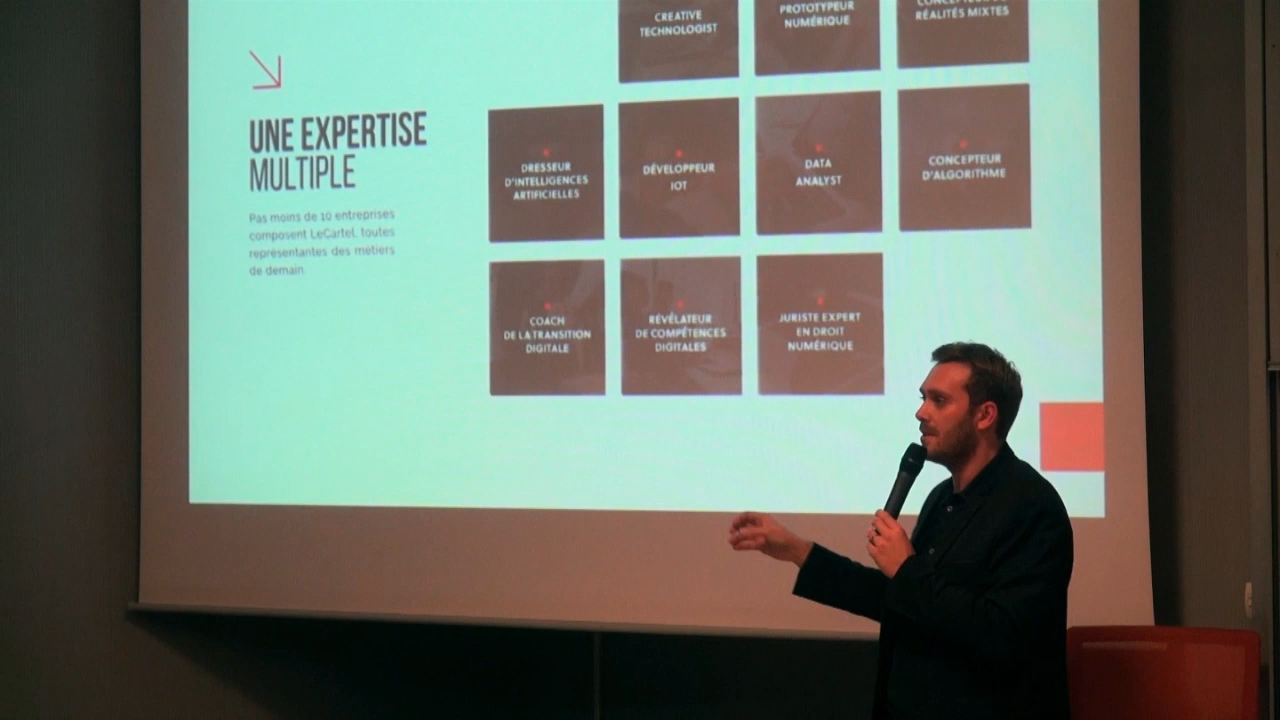 CREATIVE
TECHNOLOGIST
PROTOTYPEUR
NUMÉRIQUE
RÉALITÉS MIXTES
UNE EXPERTISE
MULTIPLE
Pas moins de 10 entreprises
composent LeCartel, toutes
représentantes des métiers
de demain.
DRESSEUR
D'INTELLIGENCES
ARTIFICIELLES
DÉVELOPPEUR
IOT
DATA
ANALYST
CONCEPTEUR
D'ALGORITHME
COACH
DE LA TRANSITION
DIGITALE
RÉVÉLATEUR
DE COMPÉTENCES
DIGITALES
JURISTE EXPERT
EN DROIT
NUMÉRIQUE